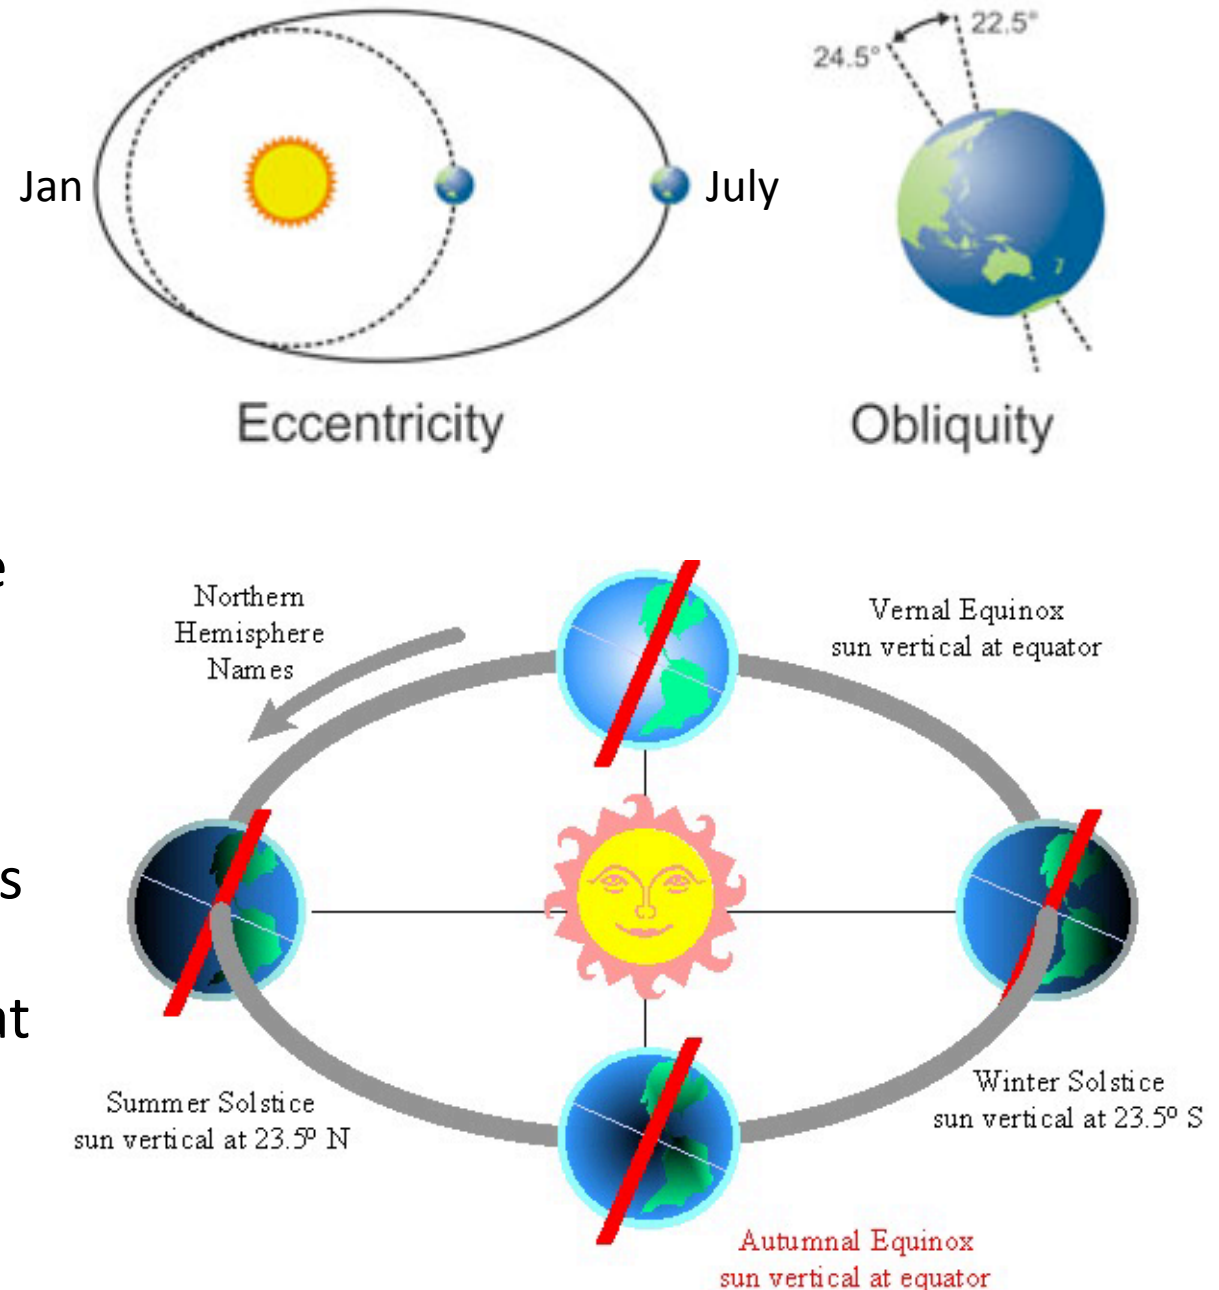 22.5°
24.5°
Jan
July
Eccentricity
Obliquity
e
Northern
Hemisphere
Names
Vernal Equinox
sun vertical at equator
s
nt
Summer Solstice
sun vertical at 23.5º N
Winter Solstice
sun vertical at 23.5º S
Autumnal Equinox
sun vertical at equator